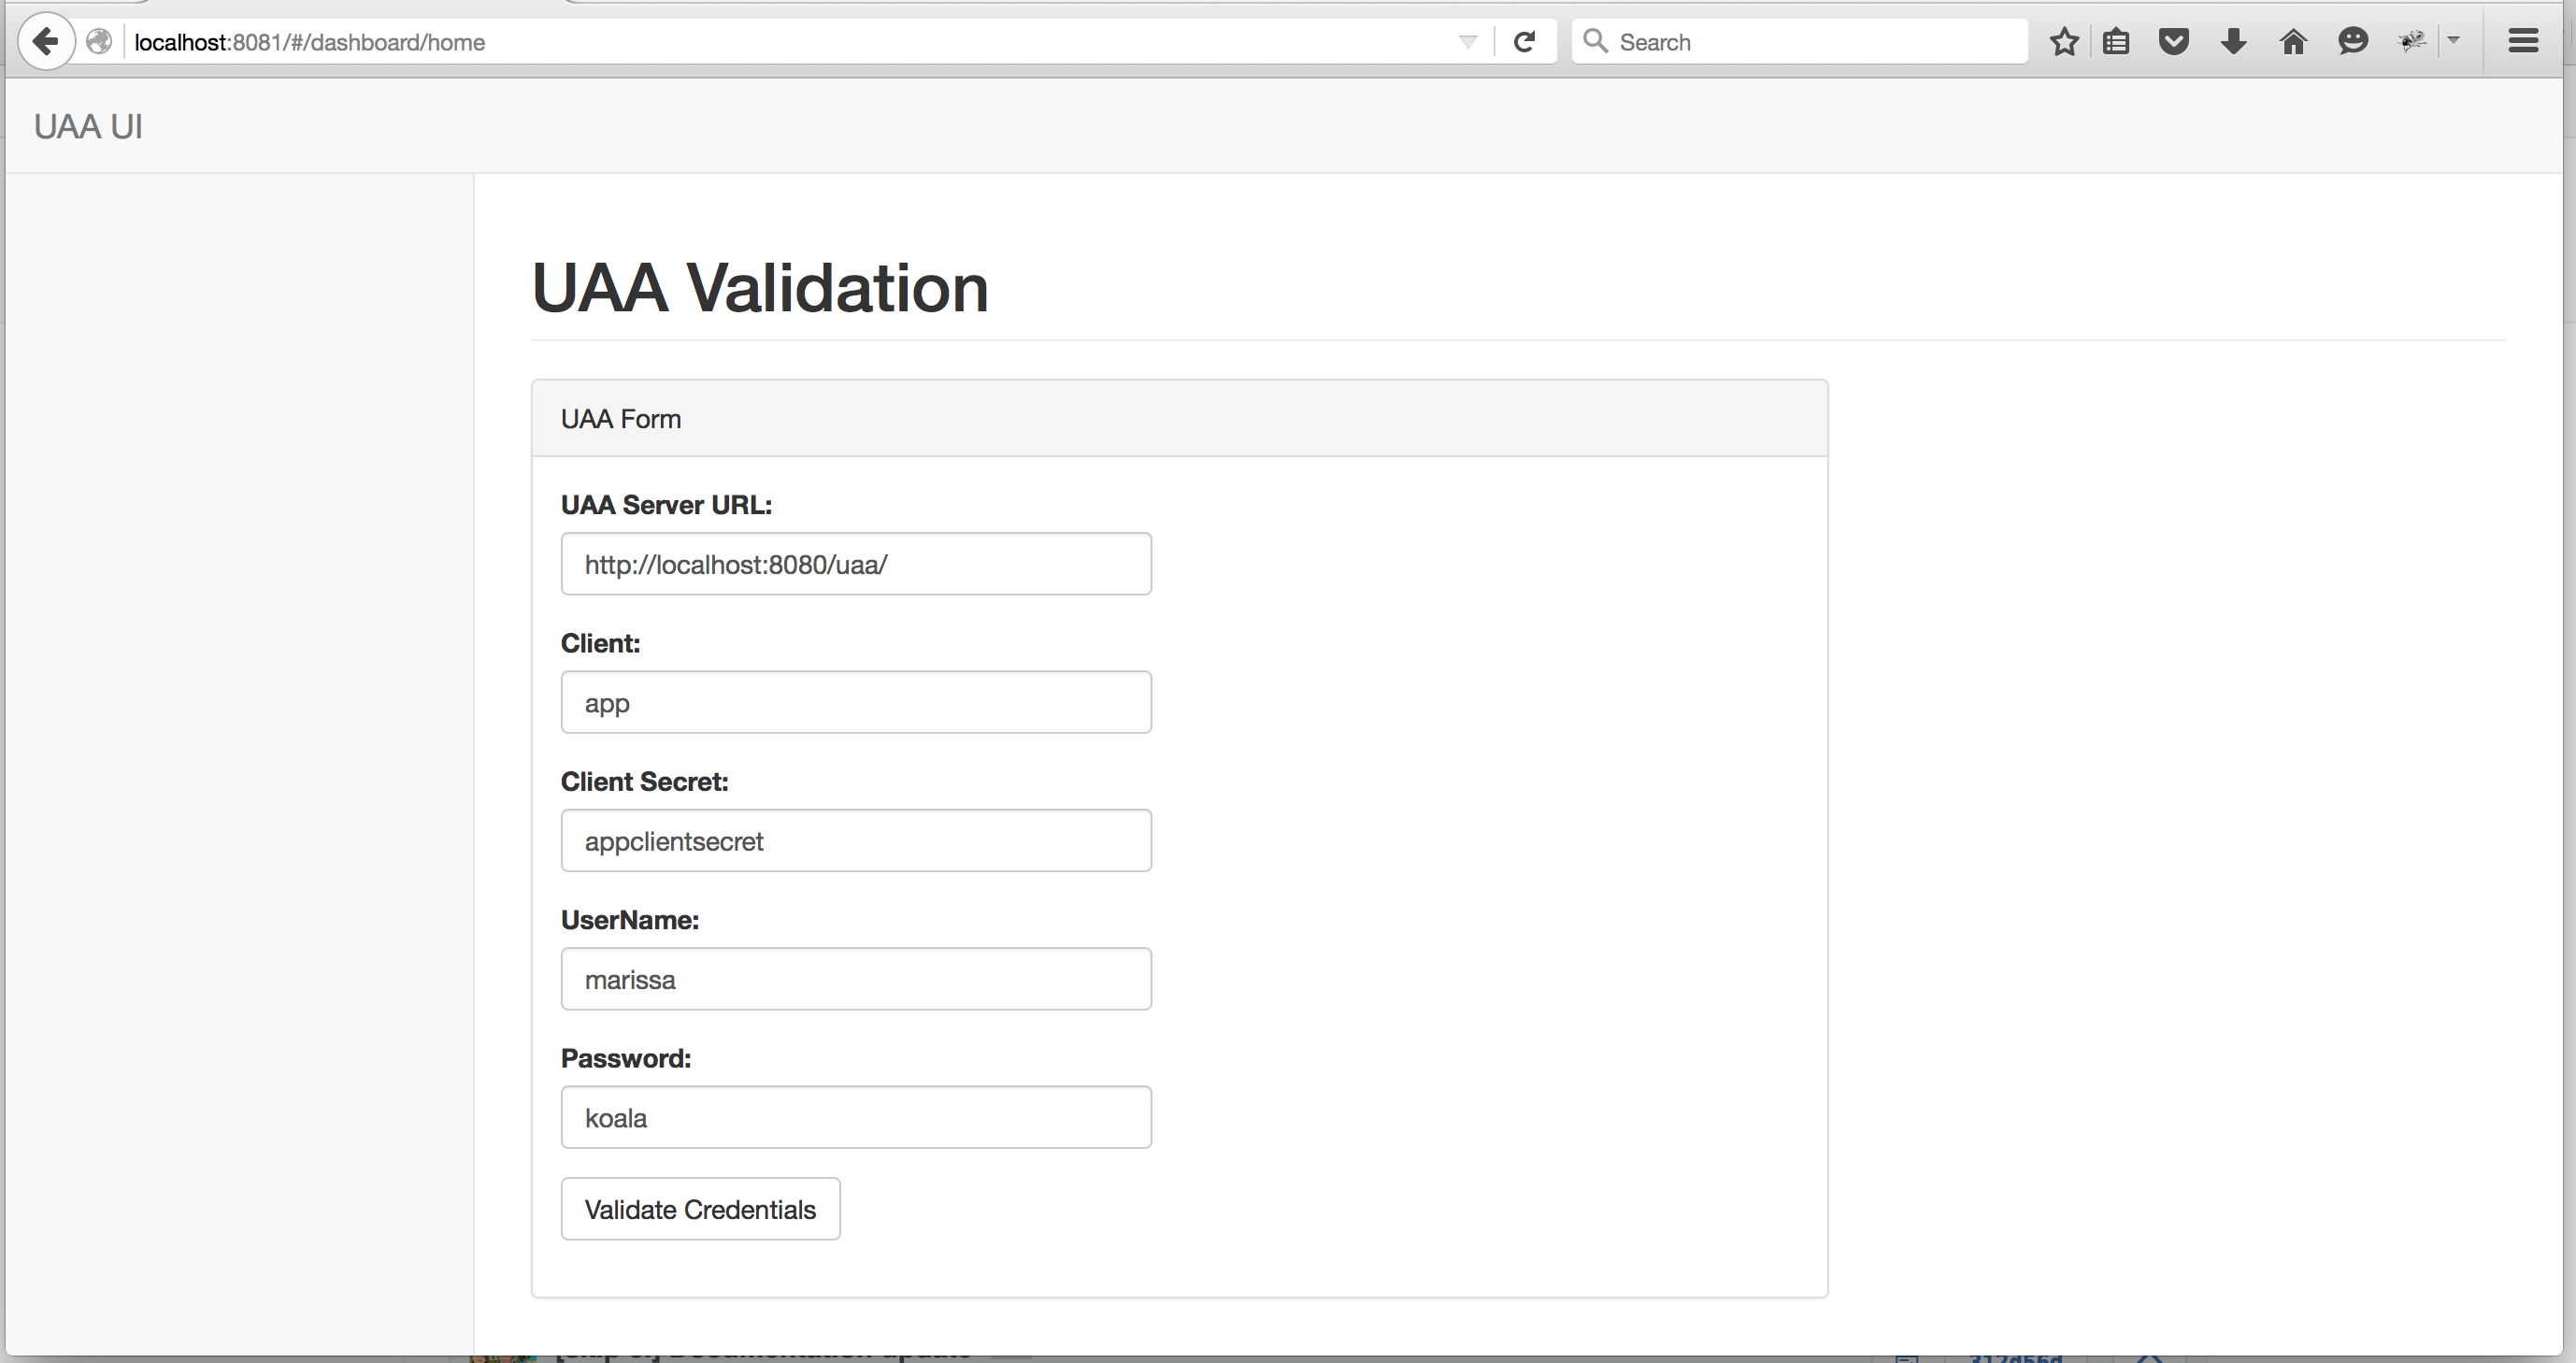 localhost:8081/#/dashboard/home
Search
UAA UI
UAA Validation
UAA Form
UAA Server URL:
http://localhost:8080/uaa/
Client:
app
Client Secret:
appclientsecret
UserName:
marissa
Password:
koala
Validate Credentials